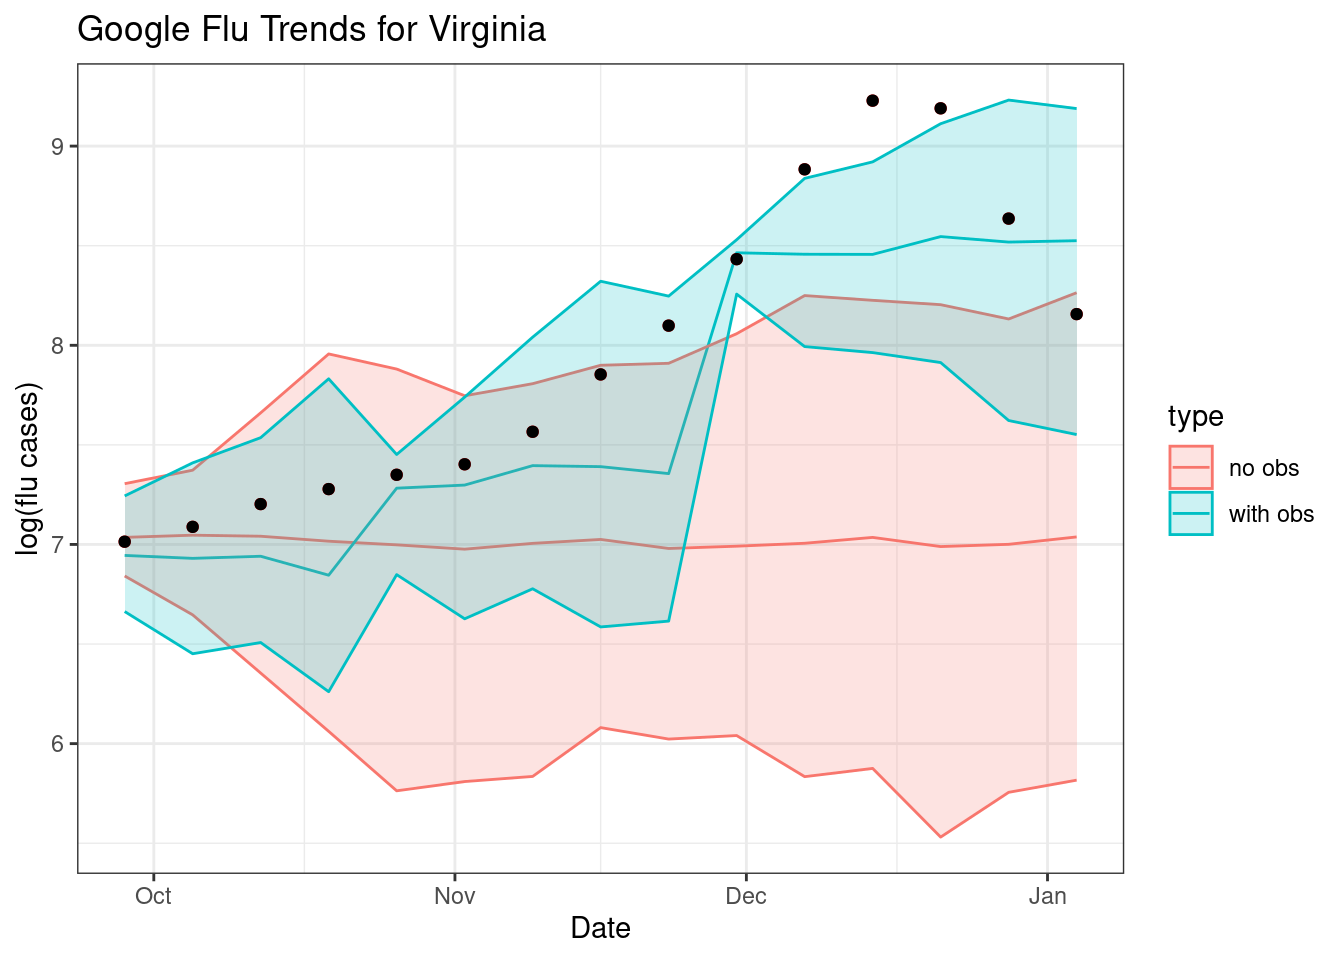 Google Flu Trends for Virginia
log(flu cases)
9
8
7
6
Oct Nov Dec Jan
Date
type
no obs
with obs